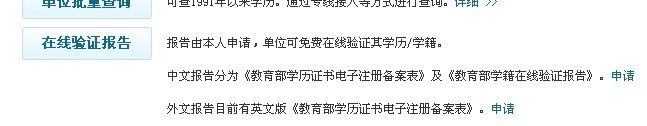 单位批量查询
可查1991年以来学历。通过专线接入等方式进行查询。详细 >>
在线验证报告
报告由本人申请，单位可免费在线验证其学历/学籍。
中文报告分为《教育部学历证书电子注册备案表》及《教育部学籍在线验证报告》。申请
外文报告目前有英文版《教育部学历证书电子注册备案表》。申请